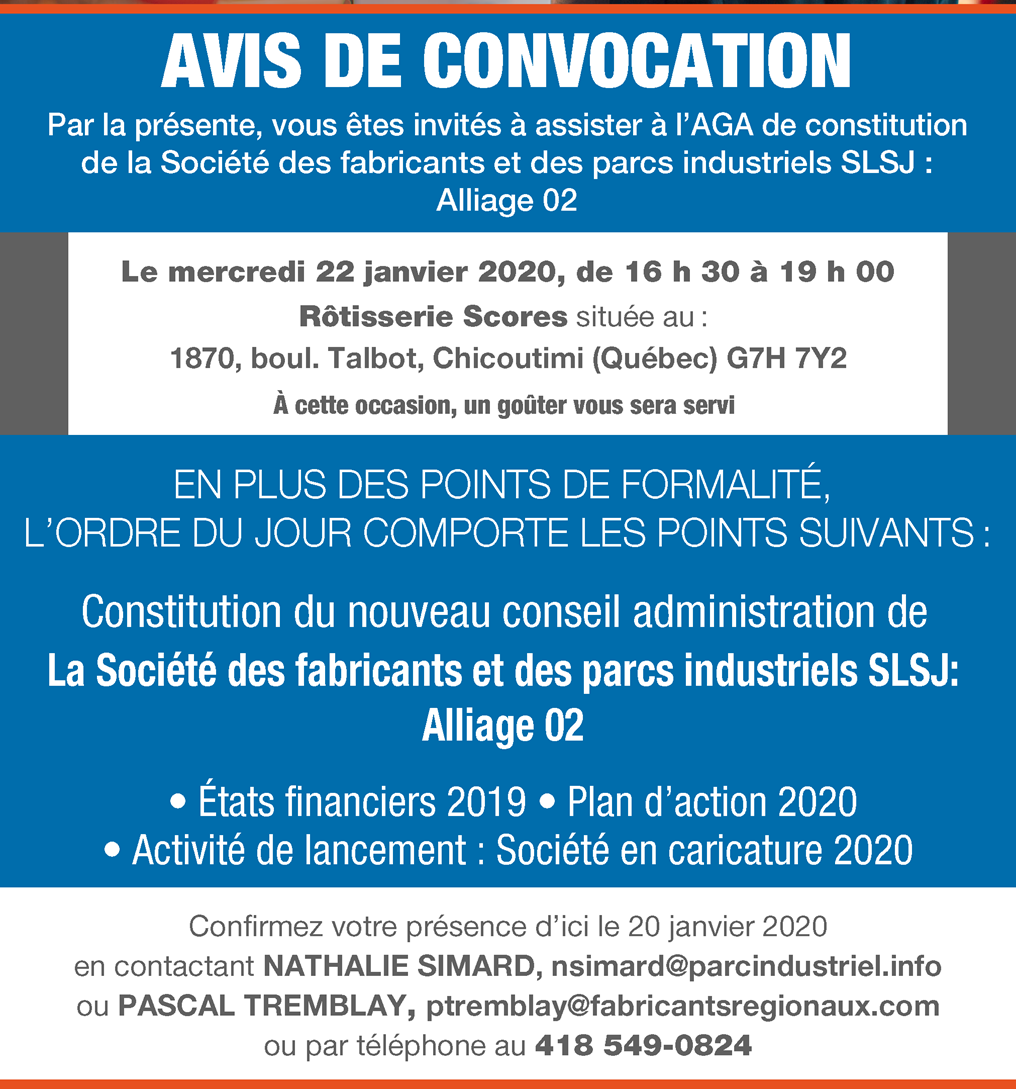 AVIS DE CONVOCATION
Par la présente, vous êtes invités à assister à l’AGA de constitution
de la Société des fabricants et des parcs industriels SLSJ :
Alliage 02
Le mercredi 22 janvier 2020, de 16 h 30 à 19 h 00
Rôtisserie Scores située au :
1870, boul. Talbot, Chicoutimi (Québec) G7H 7Y2
À cette occasion, un goûter vous sera servi
EN PLUS DES POINTS DE FORMALITÉ,
L’ORDRE DU JOUR COMPORTE LES POINTS SUIVANTS :
Constitution du nouveau conseil administration de
La Société des fabricants et des parcs industriels SLSJ:
Alliage 02
• États financiers 2019 • Plan d’action 2020
• Activité de lancement : Société en caricature 2020
Confirmez votre présence d’ici le 20 janvier 2020
en contactant NATHALIE SIMARD, nsimard@parcindustriel.info
ou PASCAL TREMBLAY, ptremblay@fabricantsregionaux.com
ou par téléphone au 418 549-0824